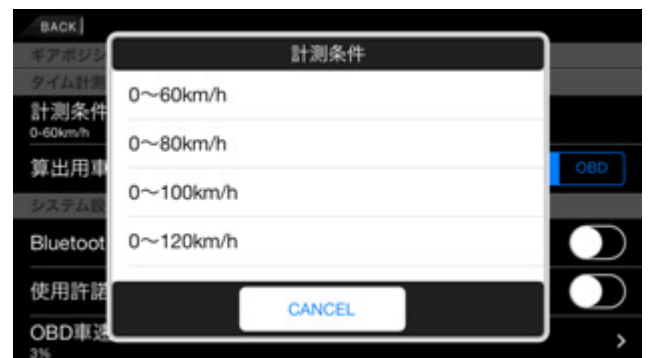 BACK
ギアポジシ
タイム計測
計測条件
0-60km/h
算出用車
OBD
システム設
Bluetoot
使用許諾
OBD車速
3%
計測条件
0～60km/h
0～80km/h
0～100km/h
0～120km/h
CANCEL